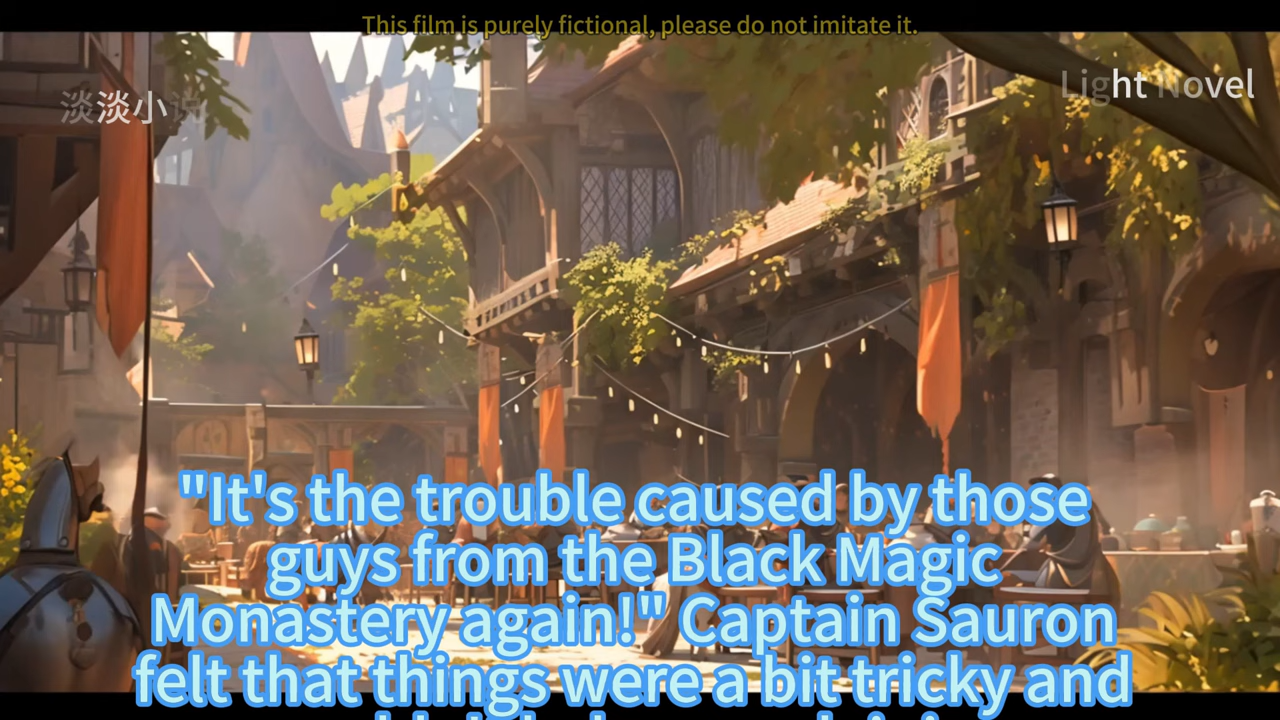 This film is purely fictional, please do not imitate it.
淡淡小说
Light Novel
"It's the trouble caused by those
guys from the Black Magic
Monastery again!" Captain Sauron
felt that things were a bit tricky and